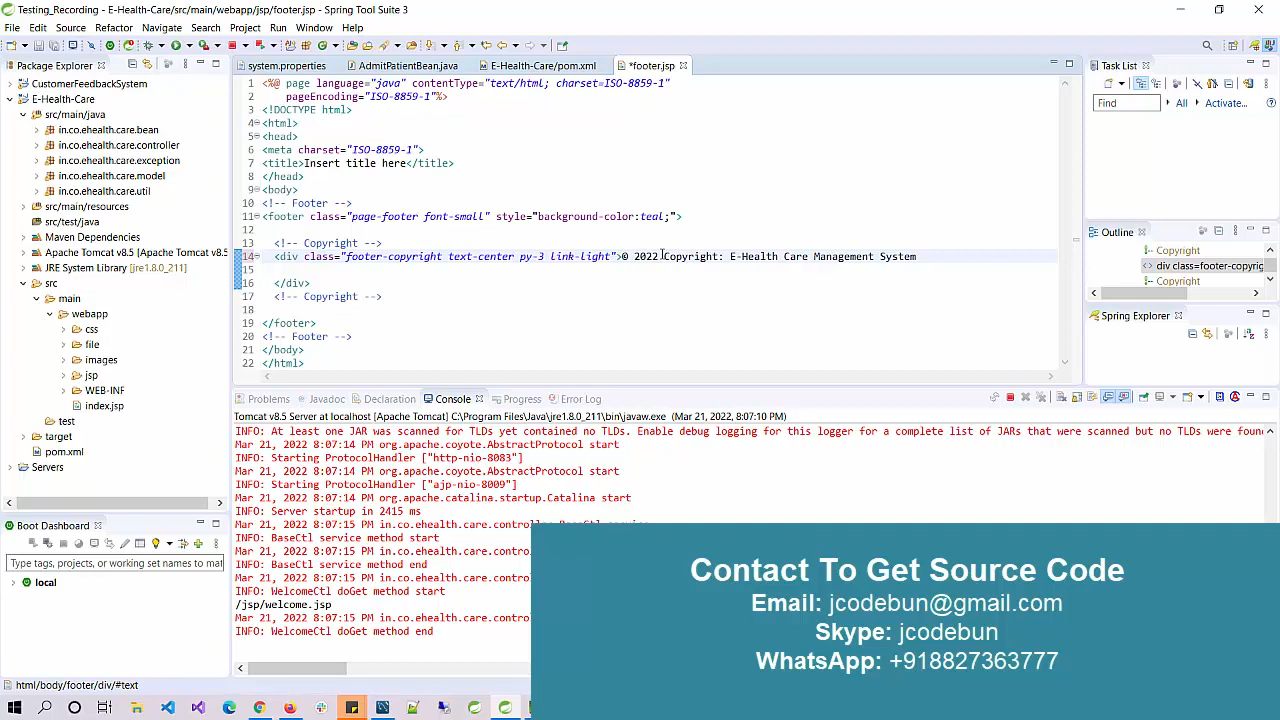 Testing_Recording - E-Health-Care/src/main/webapp/jsp/footer.jsp - Spring Tool Suite 3
File Edit Source Refactor Navigate Search Project Run Window Help
Package Explorer
system.properties
AdmitPatientBean.java
E-Health-Care/pom.xml
*footer.jsp
Task List
CustomerFeedbackSystem
E-Health-Care
src/main/java
in.co.ehealth.care.bean
in.co.ehealth.care.controller
in.co.ehealth.care.exception
in.co.ehealth.care.model
in.co.ehealth.care.util
src/main/resources
src/test/java
Maven Dependencies
Apache Tomcat v8.5 [Apache Tomcat v8.5]
JRE System Library [jre1.8.0_211]
src
main
webapp
css
file
images
jsp
WEB-INF
index.jsp
test
target
pom.xml
Servers
1 <%@ page language="java" contentType="text/html; charset=ISO-8859-1"
2 pageEncoding="ISO-8859-1"%>
3 <!DOCTYPE html>
4 <html>
5 <head>
6 <meta charset="ISO-8859-1">
7 <title>Insert title here</title>
8 </head>
9 <body>
10 <!-- Footer -->
11 <footer class="page-footer font-small" style="background-color:teal;">
12
13 <!-- Copyright -->
14 <div class="footer-copyright text-center py-3 link-light">© 2022 Copyright: E-Health Care Management System
15
16 </div>
17 <!-- Copyright -->
18
19 </footer>
20 <!-- Footer -->
21 </body>
22 </html>
Find
All
Activate...
Outline
Copyright
div class=footer-copyrig
Copyright
Spring Explorer
Boot Dashboard
Type tags, projects, or working set names to mat
local
Problems
Javadoc
Declaration
Console
Progress
Error Log
Tomcat v8.5 Server at localhost [Apache Tomcat] C:\Program Files\Java\jre1.8.0_211\bin\javaw.exe (Mar 21, 2022, 8:07:10 PM)
INFO: At least one JAR was scanned for TLDs yet contained no TLDs. Enable debug logging for this logger for a complete list of JARs that were scanned but no TLDs were foun
Mar 21, 2022 8:07:14 PM org.apache.coyote.AbstractProtocol start
INFO: Starting ProtocolHandler ["http-nio-8083"]
Mar 21, 2022 8:07:14 PM org.apache.coyote.AbstractProtocol start
INFO: Starting ProtocolHandler ["ajp-nio-8009"]
Mar 21, 2022 8:07:14 PM org.apache.catalina.startup.Catalina start
INFO: Server startup in 2415 ms
Mar 21, 2022 8:07:15 PM in.co.ehealth.care.controller.BaseCtl service
INFO: BaseCtl service method start
Mar 21, 2022 8:07:15 PM in.co.ehealth.care.contro
INFO: BaseCtl service method end
Mar 21, 2022 8:07:15 PM in.co.ehealth.care.contro
INFO: WelcomeCtl doGet method start
/jsp/welcome.jsp
Mar 21, 2022 8:07:15 PM in.co.ehealth.care.contro
INFO: WelcomeCtl doGet method end
html/body/footer/div/#text
Contact To Get Source Code
Email: jcodebun@gmail.com
Skype: jcodebun
WhatsApp: +918827363777